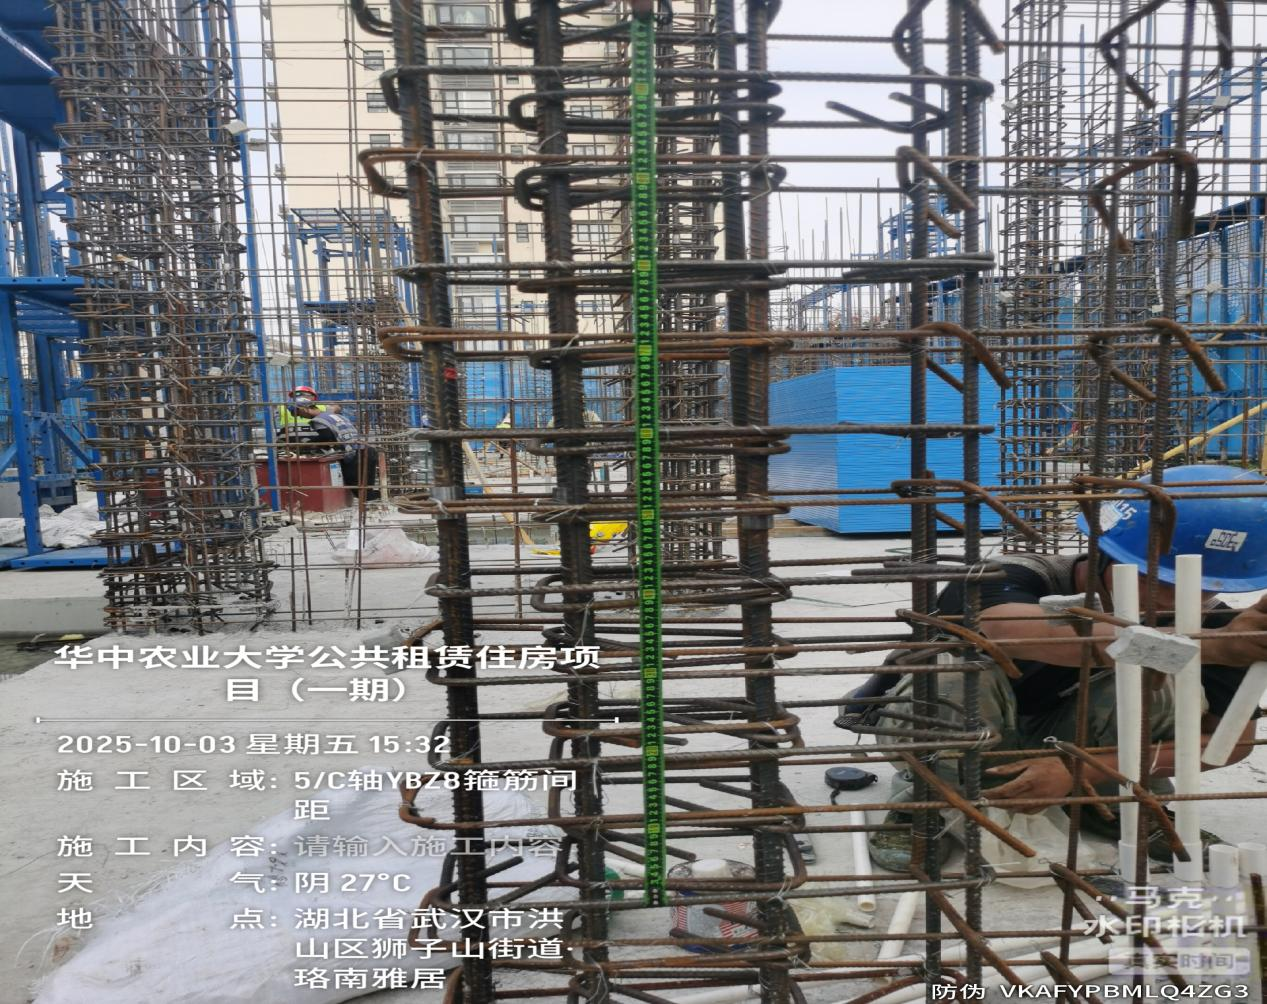 华中农业大学公共租赁住房项
目（一期）
2025-10-03 星期五 15:32
施工区域：5/C轴YBZ8箍筋间
距
施工内容：请输入施工内容
天气：阴 27°C
地点：湖北省武汉市洪
山区狮子山街道·
珞南雅居
马克
水印相机
真实时间
防伪 VKAFYPBMLQ4ZG3